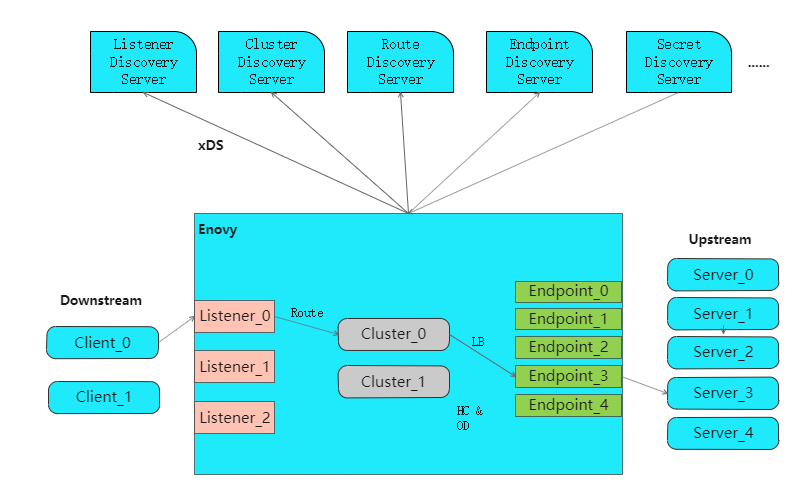 Listener
Discovery
Server
Cluster
Discovery
Server
Route
Discovery
Server
Endpoint
Discovery
Server
Secret
Discovery
Server
......
xDS
Enovy
Upstream
Downstream
Client_0
Client_1
Listener_0
Listener_1
Listener_2
Route
Cluster_0
Cluster_1
LB
HC &
OD
Endpoint_0
Endpoint_1
Endpoint_2
Endpoint_3
Endpoint_4
Server_0
Server_1
Server_2
Server_3
Server_4